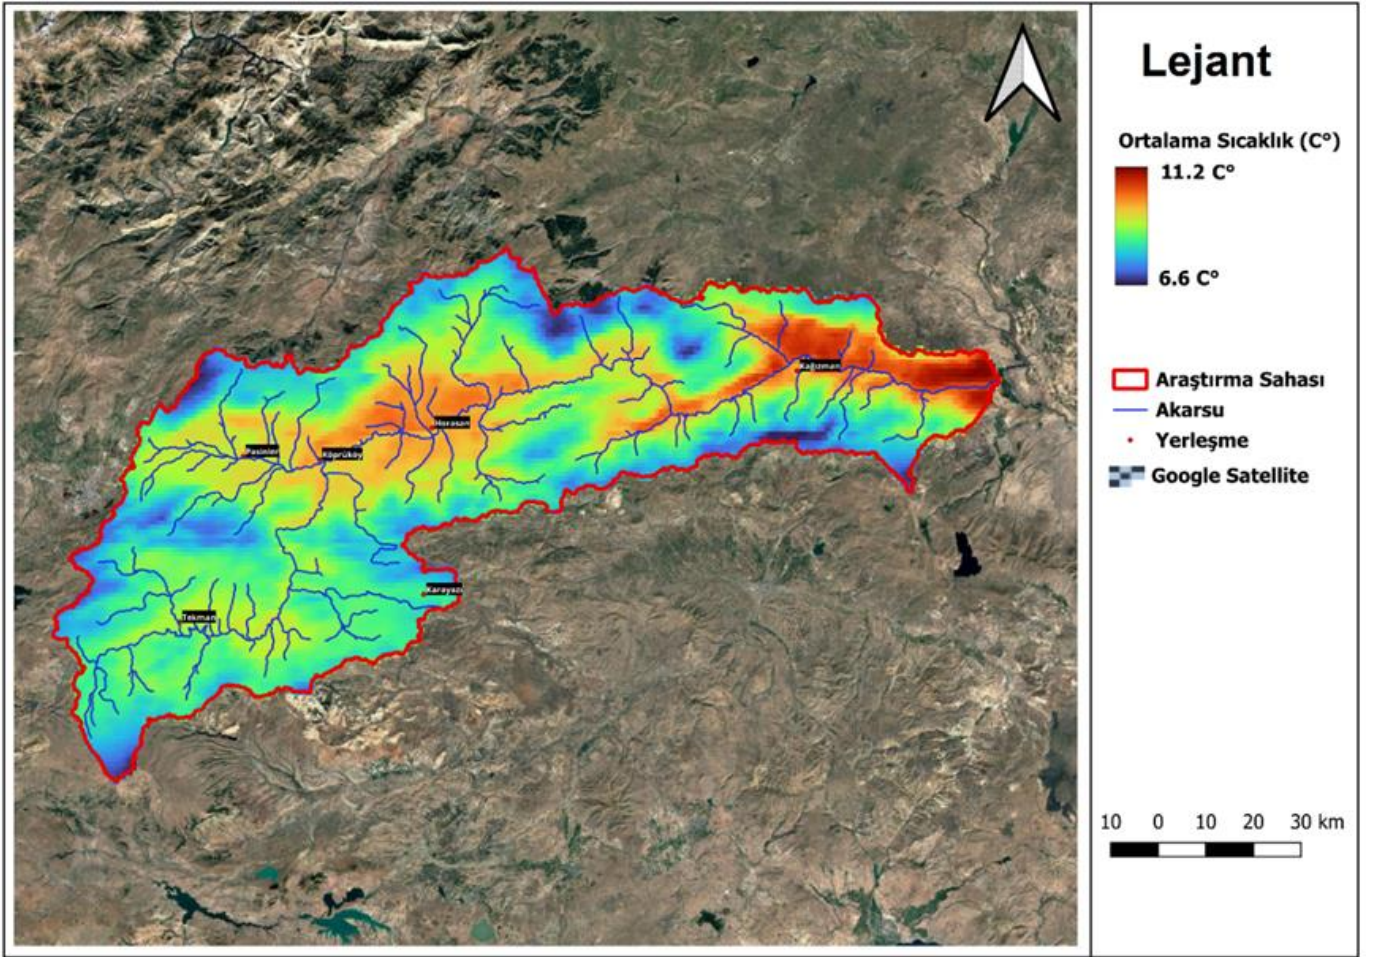 Lejant
Ortalama Sıcaklık (C°)
11.2 C°
6.6 C°
Kağızman
Araştırma Sahası
Akarsu
Horasan
Yerleşme
Pasinler
Köprüköy
Google Satellite
Karayazı
Tekman
10 0 10 20 30 km